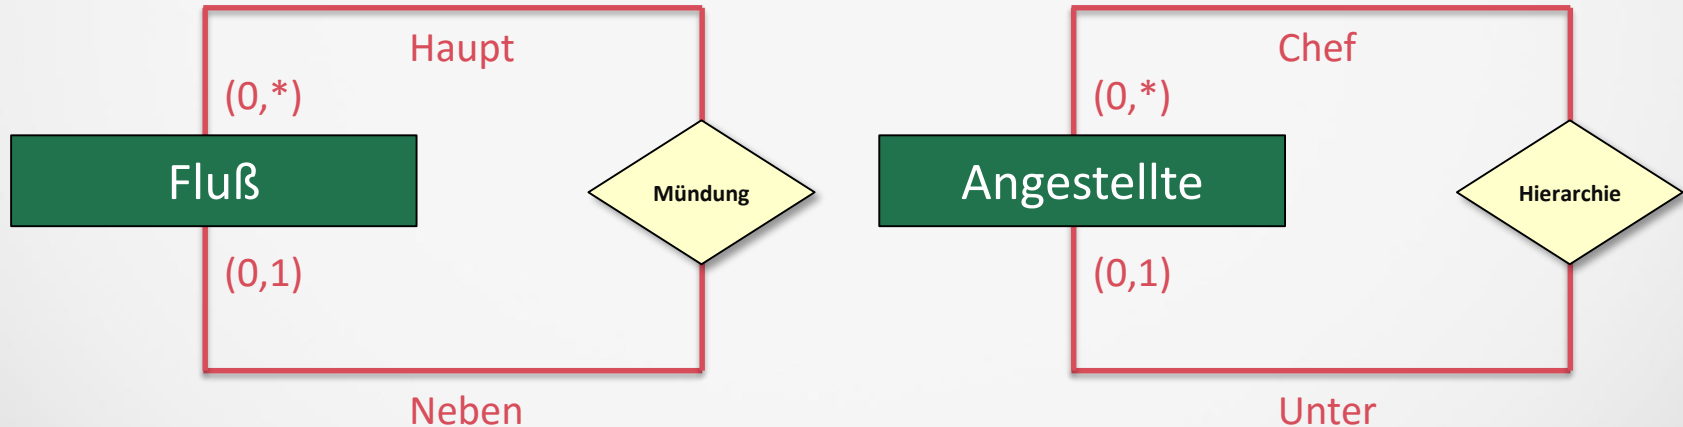 Haupt
(0,*)
Fluß
Mündung
(0,1)
Neben
Chef
(0,*)
Angestellte
Hierarchie
(0,1)
Unter